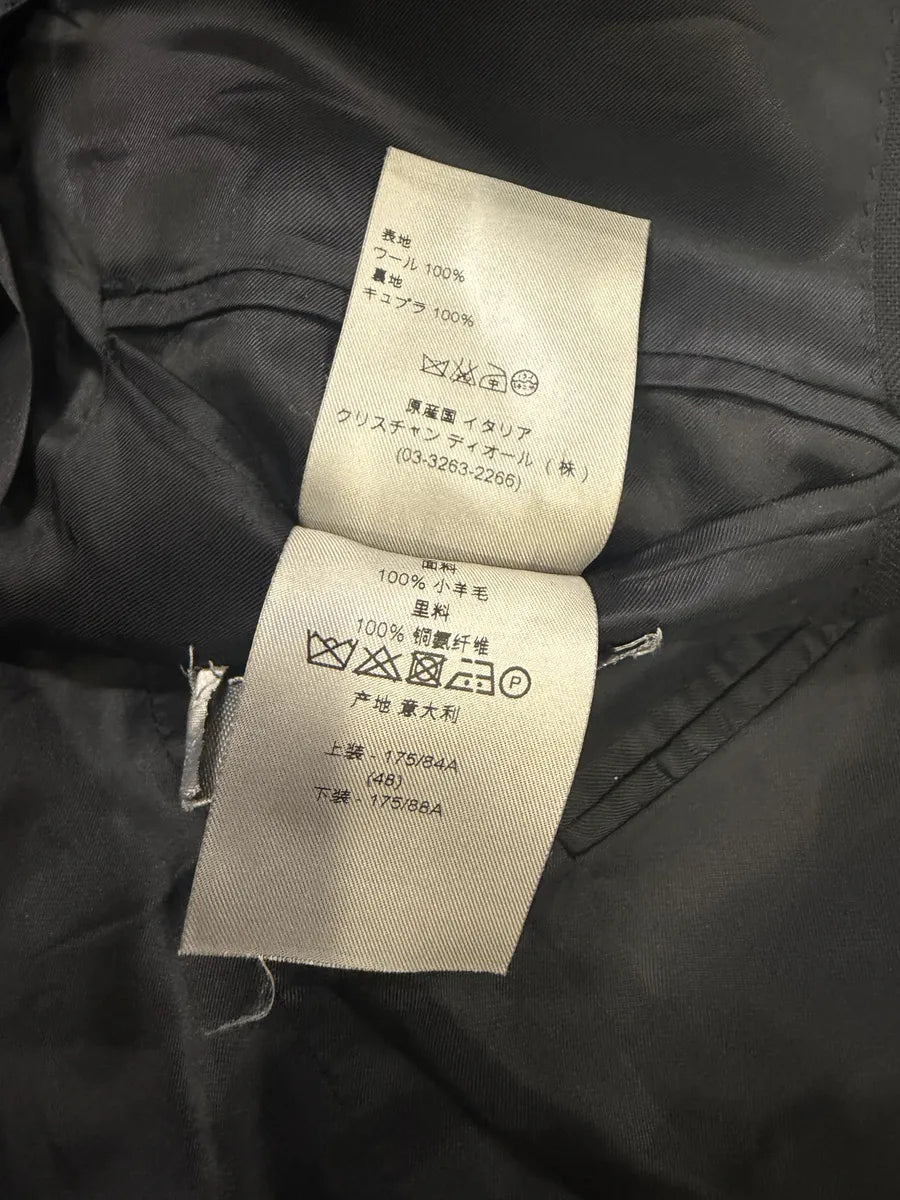 表地
ウール 100%
裏地
キュプラ 100%
原産国 イタリア
クリスチャン ディオール (株)
(03-3263-2266)
面料
100% 小羊毛
里料
100% 铜氨纤维
P
产地 意大利
上装 - 175/84A
(48)
下装 - 175/88A